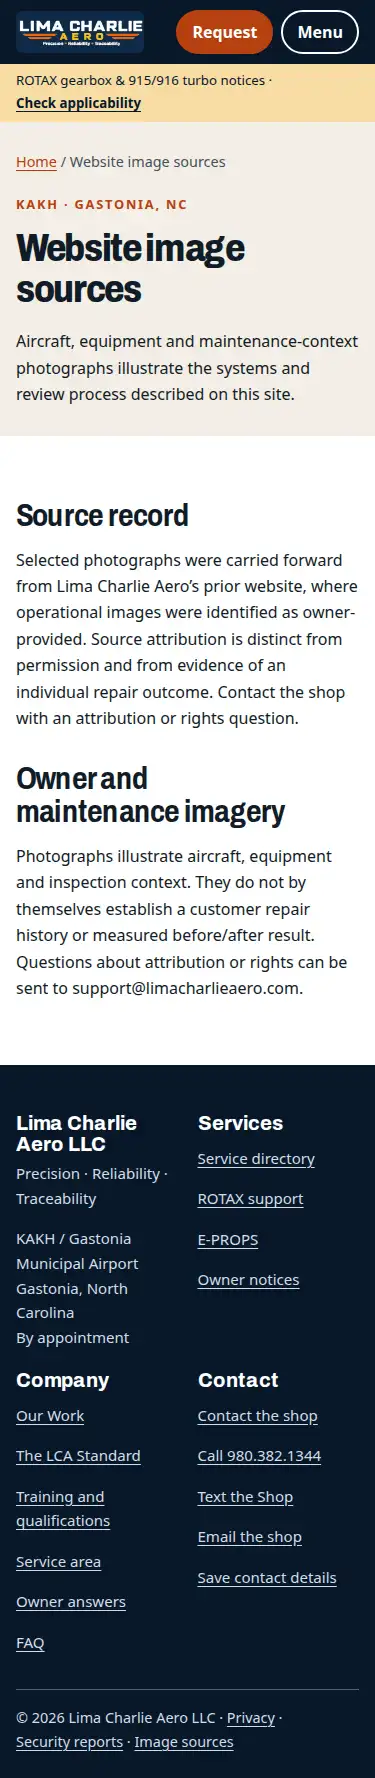 LIMA CHARLIE
AERO
Precision · Reliability · Traceability
Request
Menu
ROTAX gearbox & 915/916 turbo notices ·
Check applicability
Home / Website image sources
KAKH · GASTONIA, NC
Website image
sources
Aircraft, equipment and maintenance-context
photographs illustrate the systems and
review process described on this site.
Source record
Selected photographs were carried forward
from Lima Charlie Aero’s prior website, where
operational images were identified as owner-
provided. Source attribution is distinct from
permission and from evidence of an
individual repair outcome. Contact the shop
with an attribution or rights question.
Owner and
maintenance imagery
Photographs illustrate aircraft, equipment
and inspection context. They do not by
themselves establish a customer repair
history or measured before/after result.
Questions about attribution or rights can be
sent to support@limacharlieaero.com.
Lima Charlie
Aero LLC
Precision · Reliability ·
Traceability
KAKH / Gastonia
Municipal Airport
Gastonia, North
Carolina
By appointment
Services
Service directory
ROTAX support
E-PROPS
Owner notices
Company
Our Work
The LCA Standard
Training and
qualifications
Service area
Owner answers
FAQ
Contact
Contact the shop
Call 980.382.1344
Text the Shop
Email the shop
Save contact details
© 2026 Lima Charlie Aero LLC · Privacy ·
Security reports · Image sources